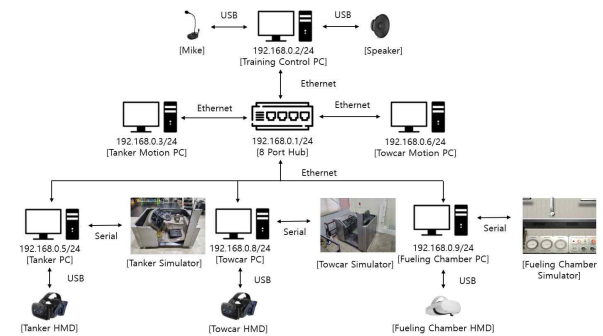 USB
USB
[Mike]
192.168.0.2/24
[Speaker]
[Training Control PC]
Ethernet
Ethernet
Ethernet
192.168.0.3/24
192.168.0.1/24
192.168.0.6/24
[Tanker Motion PC]
[8 Port Hub]
[Towcar Motion PC]
Ethernet
192.168.0.5/24
Serial
192.168.0.8/24
Serial
192.168.0.9/24
Serial
[Tanker PC]
[Tanker Simulator]
[Towcar PC]
[Towcar Simulator]
[Fueling Chamber PC]
[Fueling Chamber
Simulator]
USB
USB
USB
[Tanker HMD]
[Towcar HMD]
[Fueling Chamber HMD]